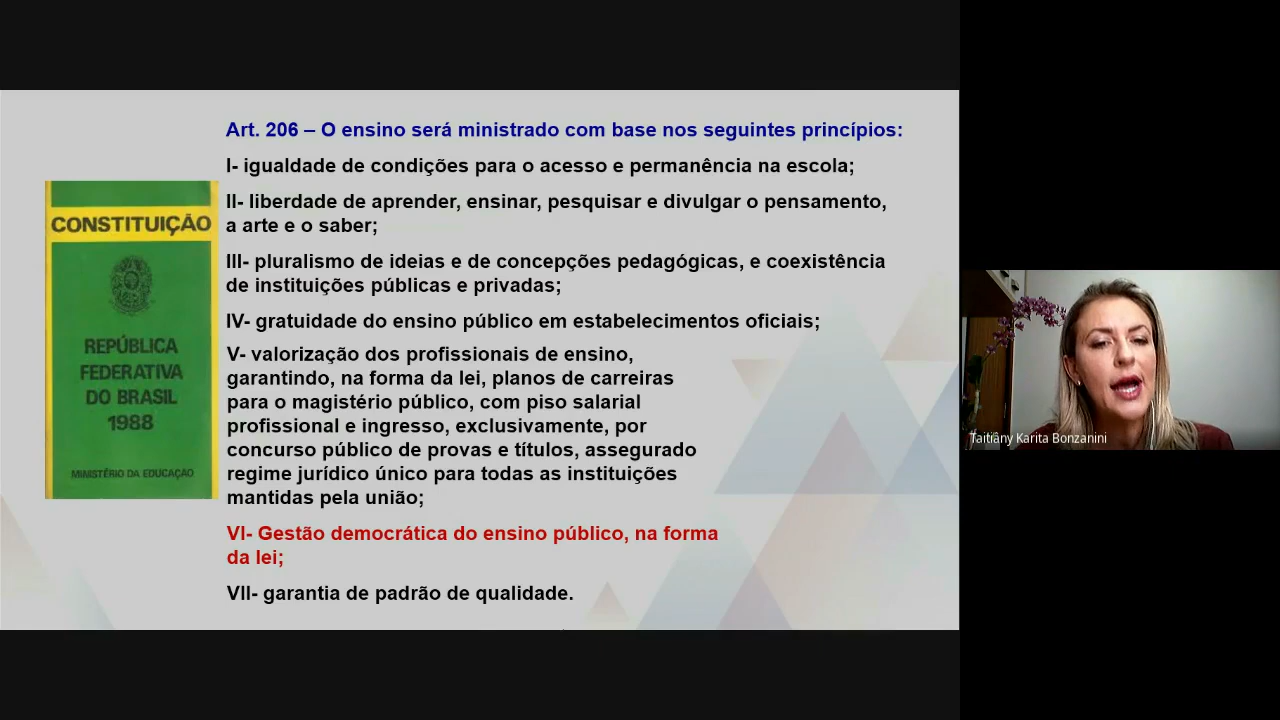 Art. 206 – O ensino será ministrado com base nos seguintes princípios:
I- igualdade de condições para o acesso e permanência na escola;
II- liberdade de aprender, ensinar, pesquisar e divulgar o pensamento,
a arte e o saber;
III- pluralismo de ideias e de concepções pedagógicas, e coexistência
de instituições públicas e privadas;
IV- gratuidade do ensino público em estabelecimentos oficiais;
V- valorização dos profissionais de ensino,
garantindo, na forma da lei, planos de carreiras
para o magistério público, com piso salarial
profissional e ingresso, exclusivamente, por
concurso público de provas e títulos, assegurado
regime jurídico único para todas as instituições
mantidas pela união;
VI- Gestão democrática do ensino público, na forma
da lei;
VII- garantia de padrão de qualidade.
CONSTITUIÇÃO
REPÚBLICA
FEDERATIVA
DO BRASIL
1988
MINISTÉRIO DA EDUCAÇÃO
Taitiâny Karita Bonzanini